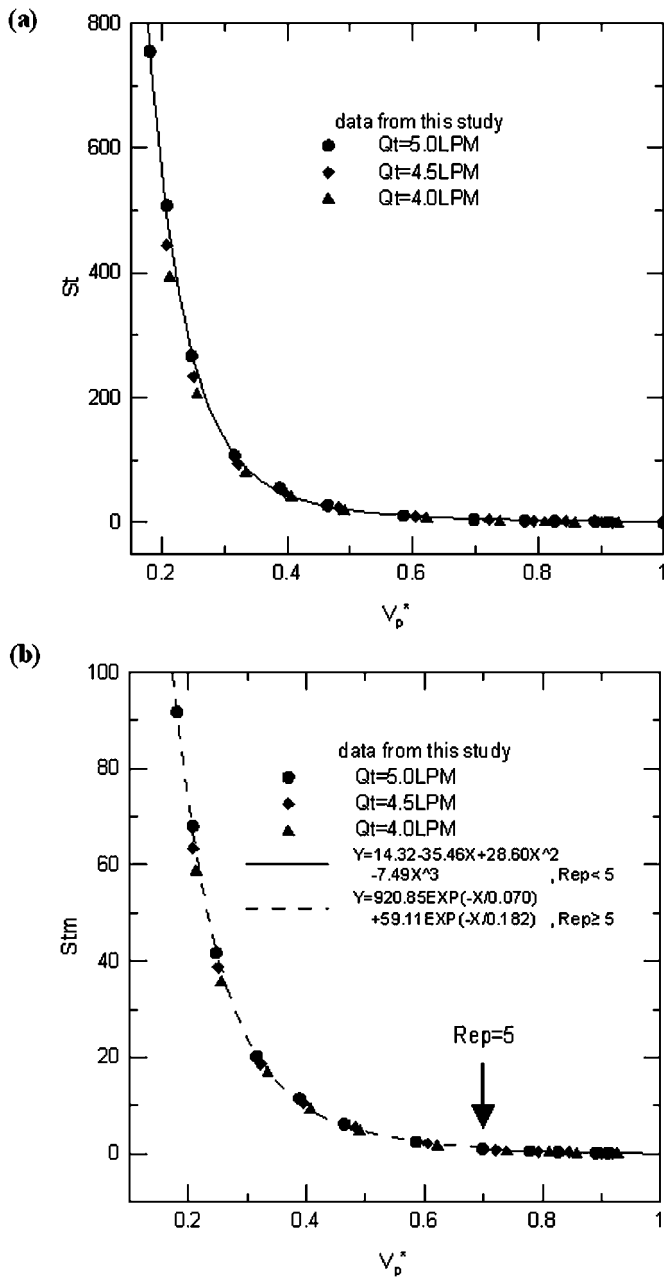 (a)
800
600
400
200
0
St
data from this study
Qt=5.0LPM
Qt=4.5LPM
Qt=4.0LPM
0.2 0.4 0.6 0.8 1
Vp*
(b)
100
80
60
40
20
0
Stm
data from this study
Qt=5.0LPM
Qt=4.5LPM
Qt=4.0LPM
Y=14.32-35.46X+28.60X^2
-7.49X^3 , Rep< 5
Y=920.85EXP(-X/0.070)
+59.11EXP(-X/0.182) , Rep≥ 5
Rep=5
0.2 0.4 0.6 0.8 1
Vp*